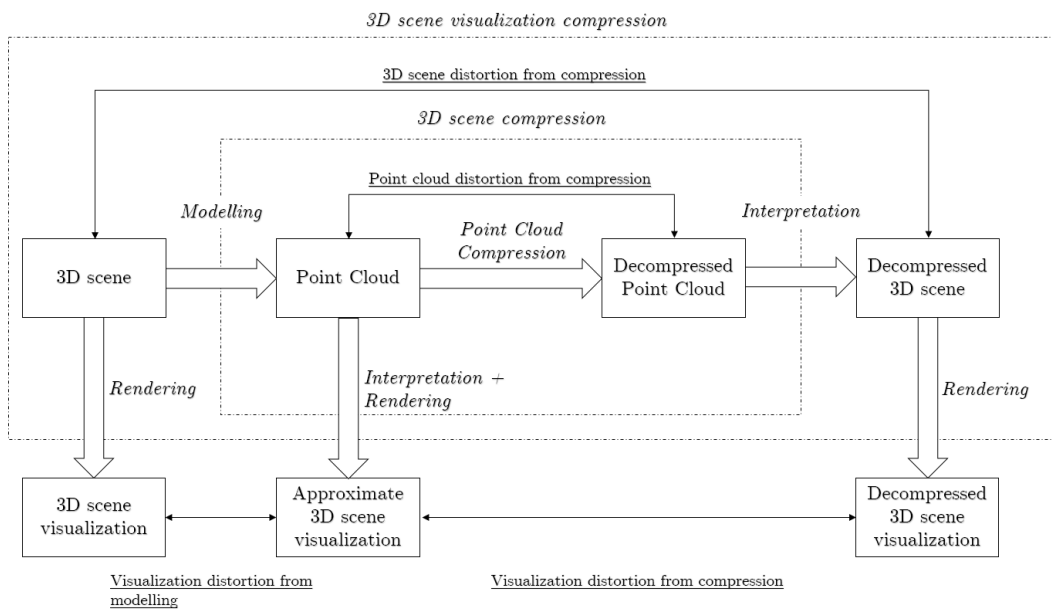 3D scene visualization compression
3D scene distortion from compression
3D scene compression
Point cloud distortion from compression
Modelling
Interpretation
Point Cloud
Compression
3D scene
Point Cloud
Decompressed
Point Cloud
Decompressed
3D scene
Rendering
Interpretation +
Rendering
Rendering
3D scene
visualization
Approximate
3D scene
visualization
Decompressed
3D scene
visualization
Visualization distortion from
modelling
Visualization distortion from compression